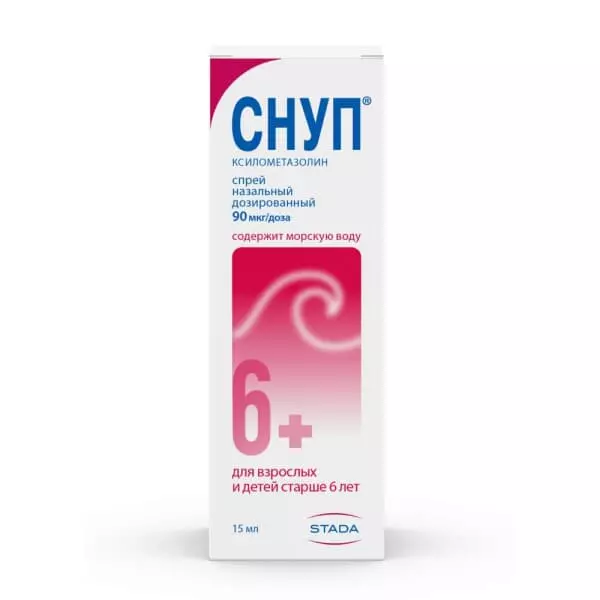 СНУП®
КСИЛОМЕТАЗОЛИН
спрей
назальный
дозированный
90 мкг/доза
содержит морскую воду
6+
для взрослых
и детей старше 6 лет
15 мл
STADA